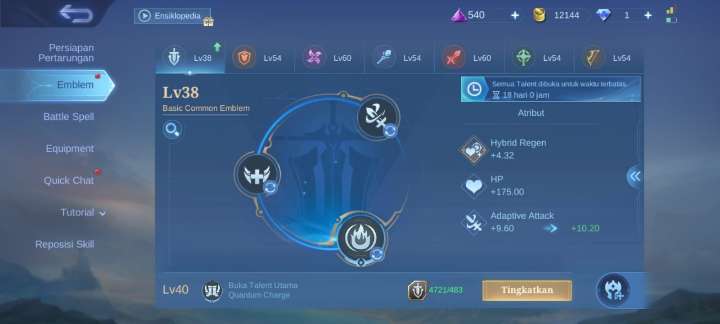 Ensiklopedia
540
12144
1
Persiapan
Pertarungan
Emblem
Battle Spell
Equipment
Quick Chat
Tutorial
Reposisi Skill
Lv38
Lv54
Lv60
Lv54
Lv60
Lv54
Lv54
Lv38
Basic Common Emblem
Semua Talent dibuka untuk waktu terbatas.
18 hari 0 jam
Atribut
Hybrid Regen
+4.32
HP
+175.00
Adaptive Attack
+9.60
+10.20
Lv40
Buka Talent Utama
Quantum Charge
4721/483
Tingkatkan